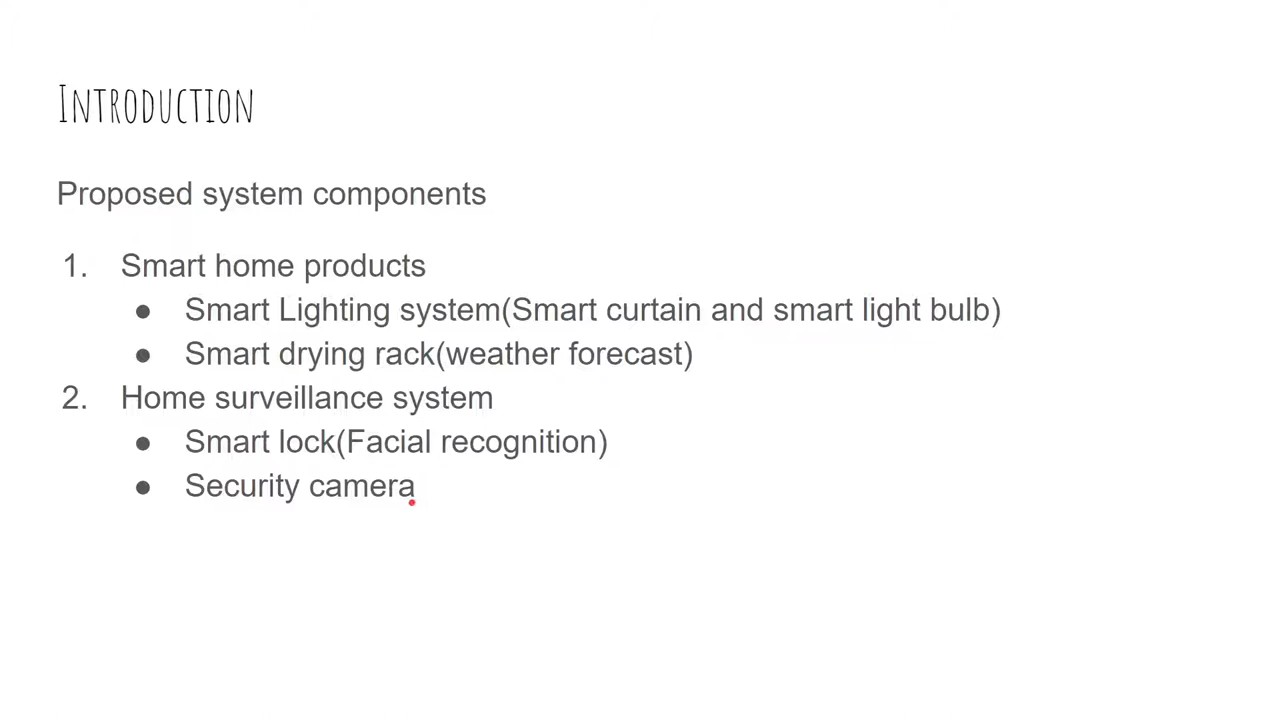 INTRODUCTION
Proposed system components
1. Smart home products
● Smart Lighting system(Smart curtain and smart light bulb)
● Smart drying rack(weather forecast)
2. Home surveillance system
● Smart lock(Facial recognition)
● Security camera